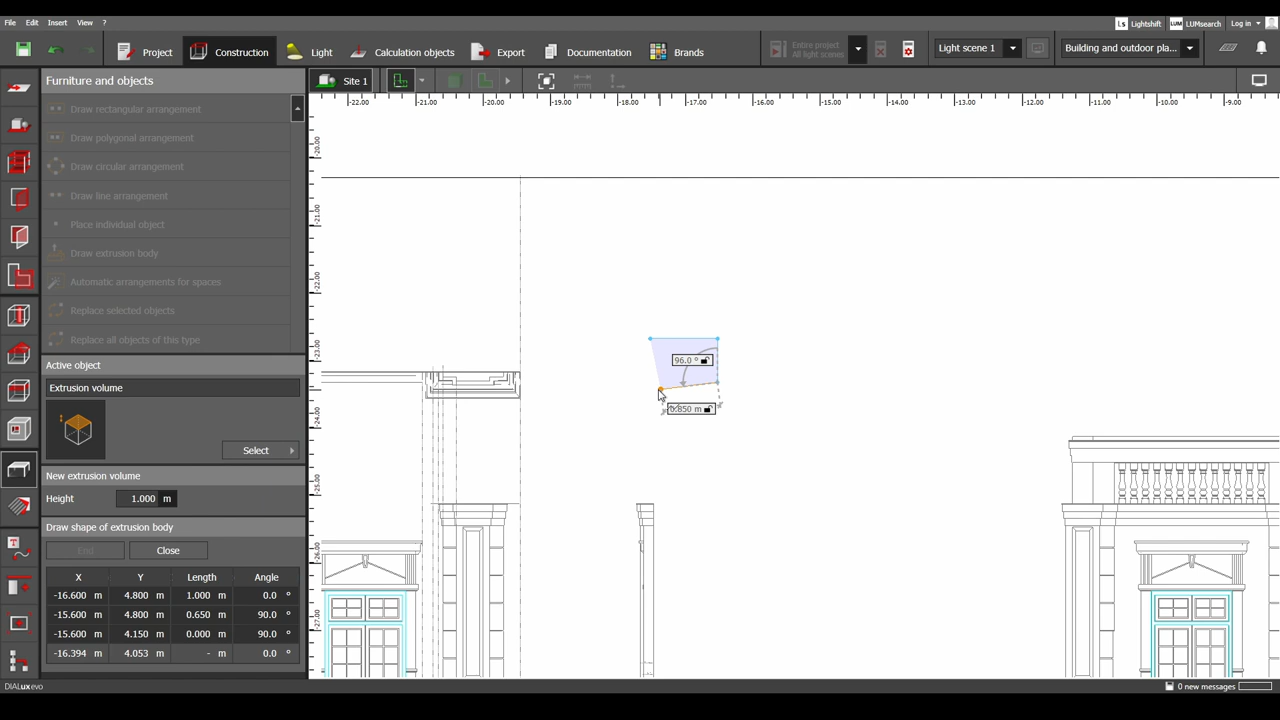 File Edit Insert View ?
Ls Lightshift LUM LUMsearch Log in
Project Construction Light Calculation objects Export Documentation Brands
Entire project
All light scenes
Light scene 1
Building and outdoor pla...
Furniture and objects
Site 1
-22.00 -21.00 -20.00 -19.00 -18.00 -17.00 -16.00 -15.00 -14.00 -13.00 -12.00 -11.00 -10.00 -9.00
Draw rectangular arrangement
Draw polygonal arrangement
Draw circular arrangement
Draw line arrangement
Place individual object
Draw extrusion body
Automatic arrangements for spaces
Replace selected objects
Replace all objects of this type
-20.00
-21.00
-22.00
-23.00
-24.00
-25.00
-26.00
-27.00
96.0 °
0.850 m
Active object
Extrusion volume
Select
New extrusion volume
Height 1.000 m
Draw shape of extrusion body
End Close
X Y Length Angle
-16.600 m 4.800 m 1.000 m 0.0 °
-15.600 m 4.800 m 0.650 m 90.0 °
-15.600 m 4.150 m 0.000 m 90.0 °
-16.394 m 4.053 m - m 0.0 °
DIALux evo
0 new messages